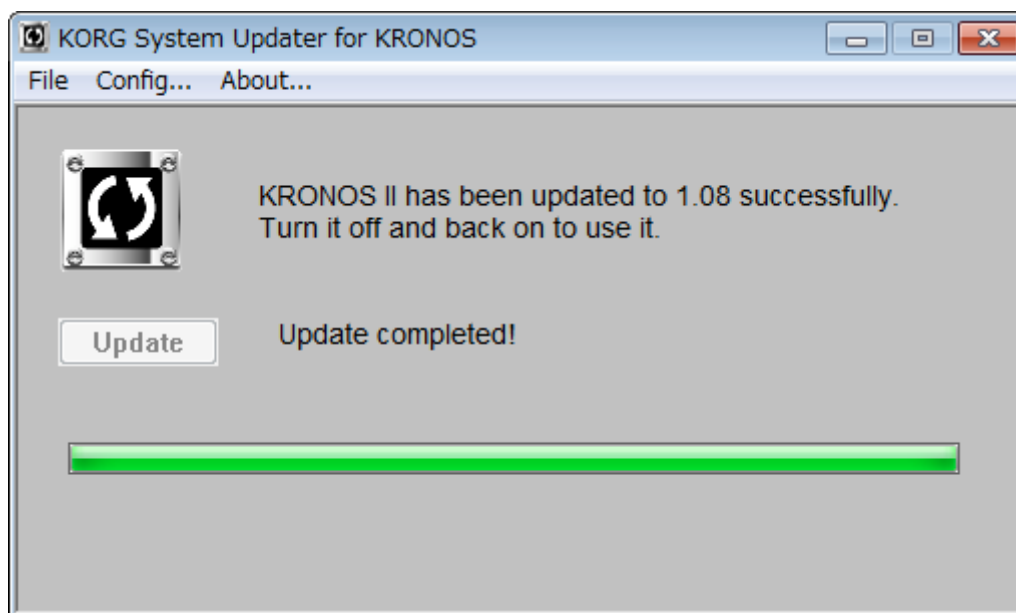 KORG System Updater for KRONOS
File Config... About...
KRONOS II has been updated to 1.08 successfully.
Turn it off and back on to use it.
Update
Update completed!